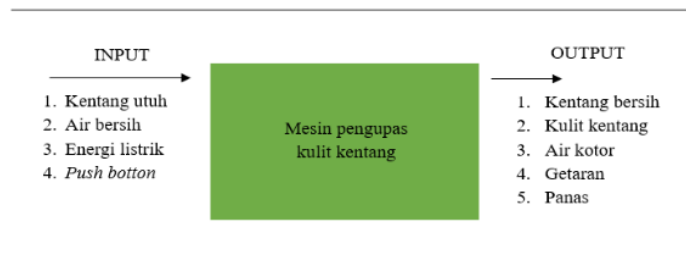 INPUT
1. Kentang utuh
2. Air bersih
3. Energi listrik
4. Push botton
Mesin pengupas
kulit kentang
OUTPUT
1. Kentang bersih
2. Kulit kentang
3. Air kotor
4. Getaran
5. Panas